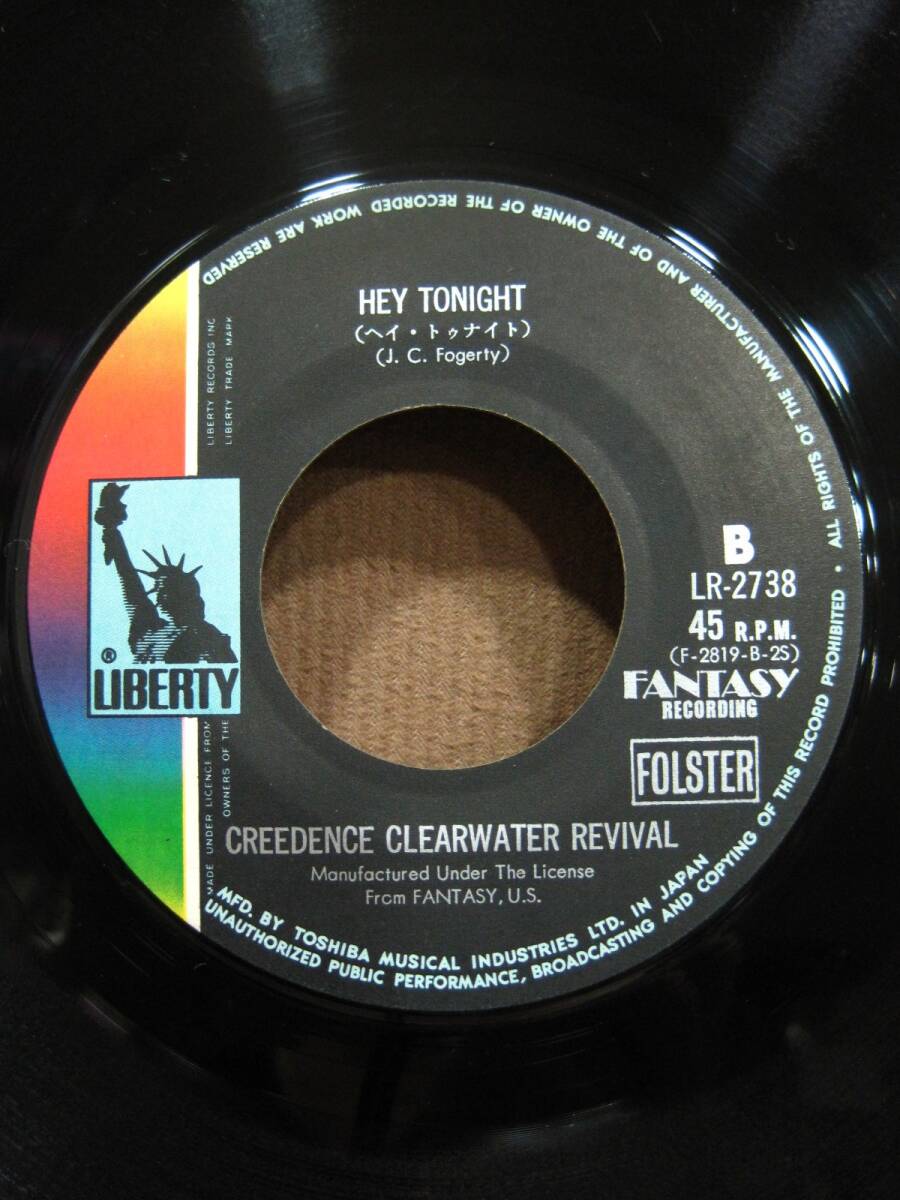 HEY TONIGHT
(ヘイ・トゥナイト)
(J. C. Fogerty)
LIBERTY RECORDS INC
LIBERTY TRADE MARK
® LIBERTY
MADE UNDER LICENCE FROM
OWNERS OF THE
B
LR-2738
45 R.P.M.
(F-2819-B-2S)
FANTASY
RECORDING
FOLSTER
CREEDENCE CLEARWATER REVIVAL
Manufactured Under The License
From FANTASY, U.S.
MFD. BY TOSHIBA MUSICAL INDUSTRIES LTD. IN JAPAN
UNAUTHORIZED PUBLIC PERFORMANCE, BROADCASTING AND COPYING OF THIS RECORD PROHIBITED • ALL RIGHTS OF THE MANUFACTURER AND OF THE OWNER OF THE RECORDED WORK ARE RESERVED